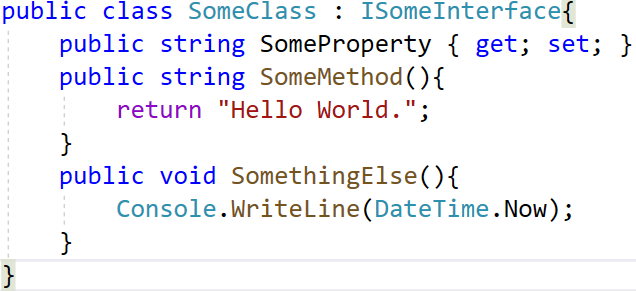 public class SomeClass : ISomeInterface{
    public string SomeProperty { get; set; }
    public string SomeMethod(){
        return "Hello World.";
    }
    public void SomethingElse(){
        Console.WriteLine(DateTime.Now);
    }
}